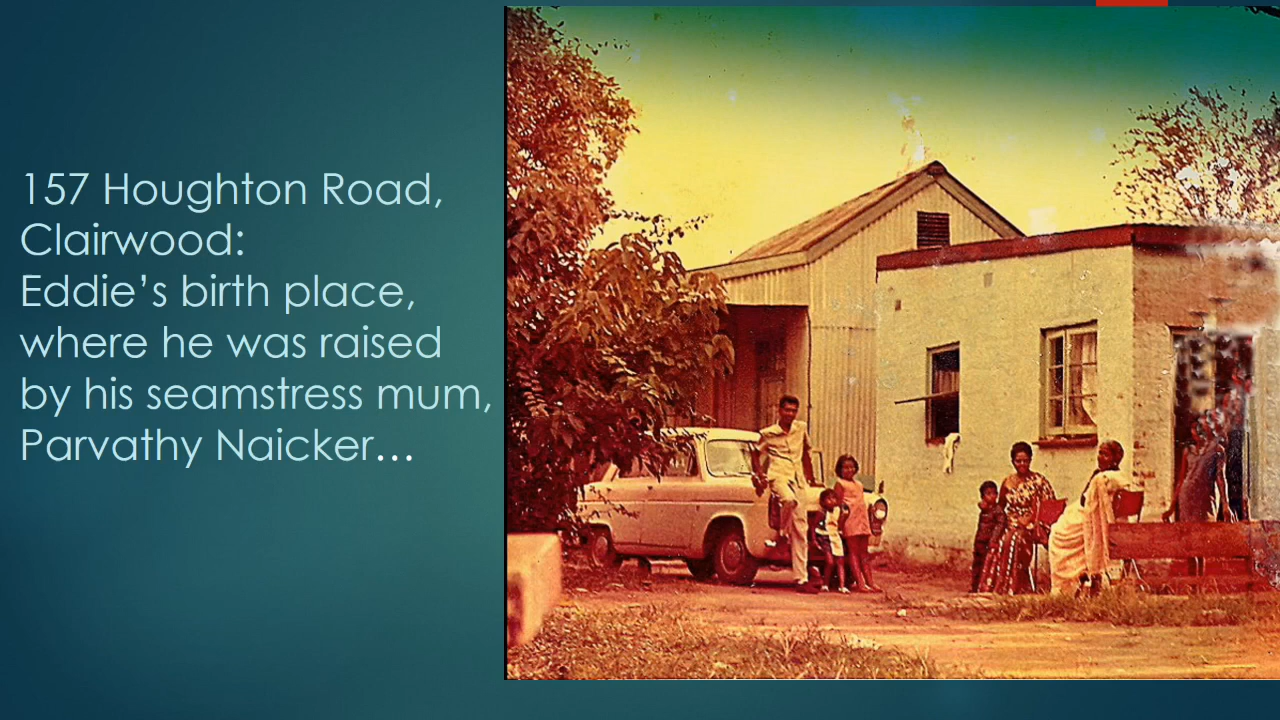 157 Houghton Road,
Clairwood:
Eddie’s birth place,
where he was raised
by his seamstress mum,
Parvathy Naicker…